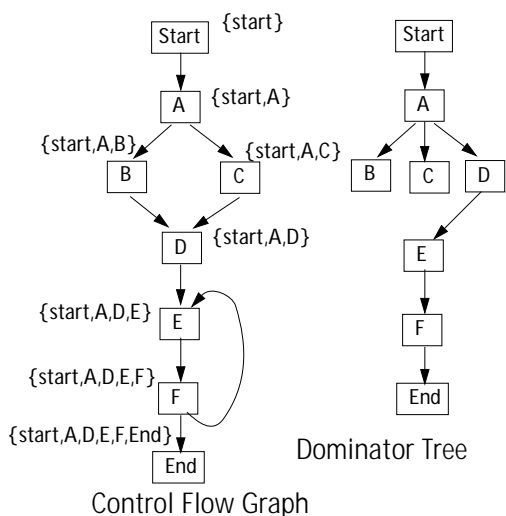 {start}
Start
A
{start,A}
{start,A,B}
{start,A,C}
B
C
D
{start,A,D}
{start,A,D,E}
E
{start,A,D,E,F}
F
{start,A,D,E,F,End}
End
Control Flow Graph
Start
A
B
C
D
E
F
End
Dominator Tree